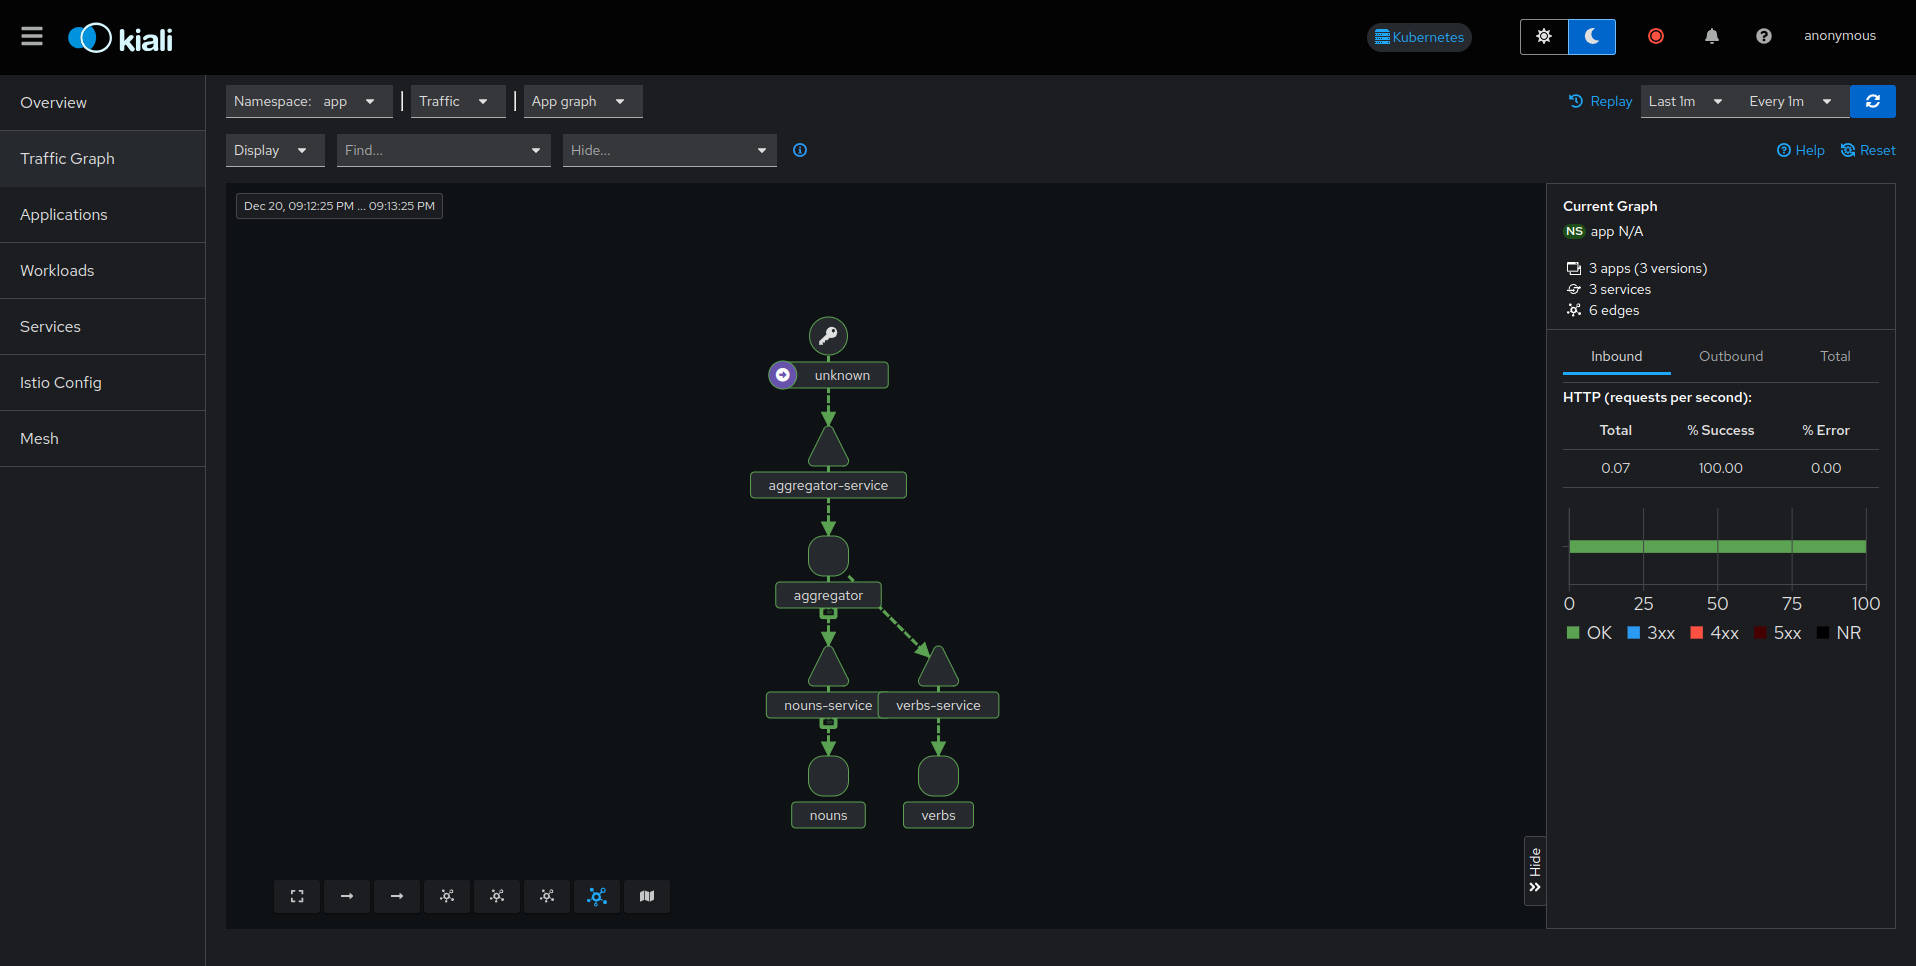 kiali
Kubernetes
anonymous
Overview
Traffic Graph
Applications
Workloads
Services
Istio Config
Mesh
Namespace: app
Traffic
App graph
Replay
Last 1m
Every 1m
Display
Find...
Hide...
Help
Reset
Dec 20, 09:12:25 PM ... 09:13:25 PM
unknown
aggregator-service
aggregator
nouns-service
verbs-service
nouns
verbs
Hide
Current Graph
NS app N/A
3 apps (3 versions)
3 services
6 edges
Inbound Outbound Total
HTTP (requests per second):
Total % Success % Error
0.07 100.00 0.00
0 25 50 75 100
OK 3xx 4xx 5xx NR